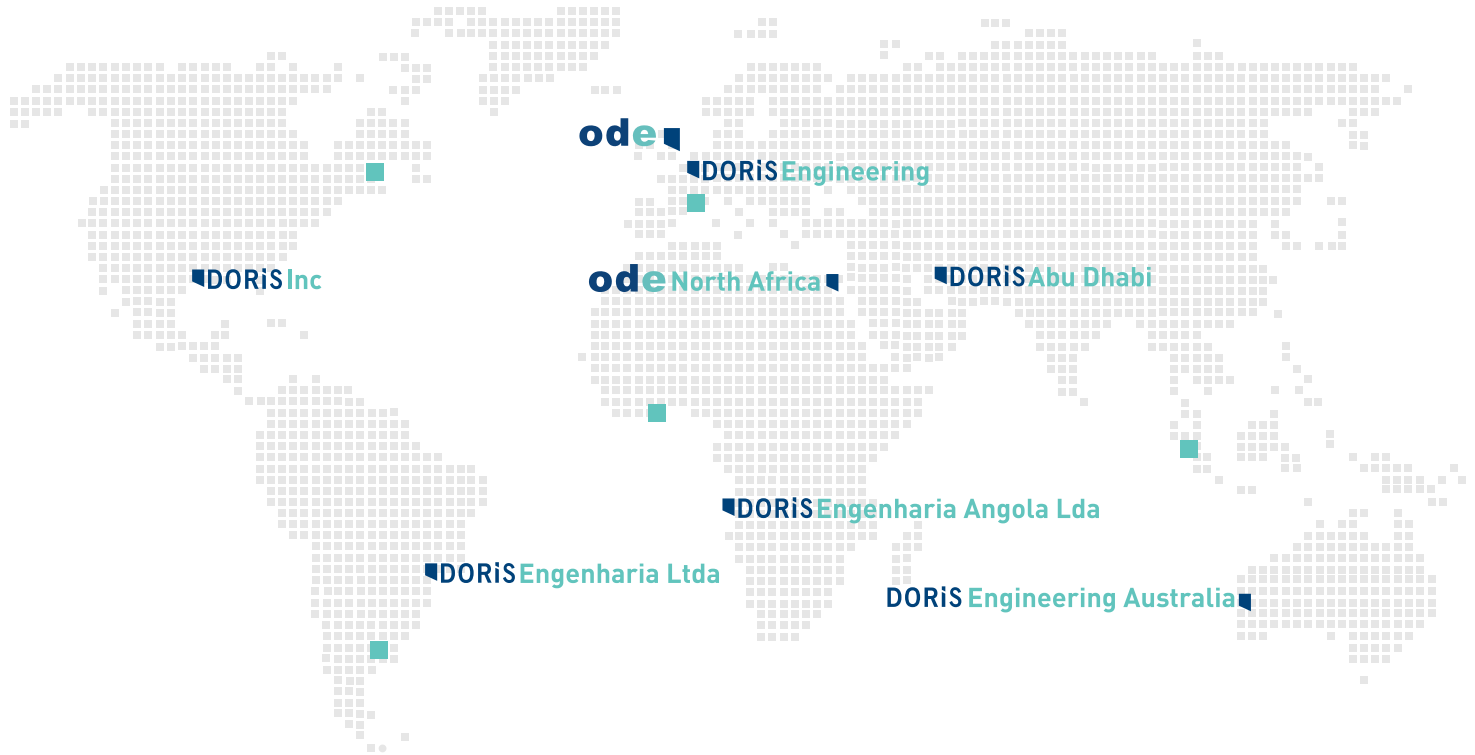 ode
DORiS Engineering
DORiS Inc
ode North Africa
DORiS Abu Dhabi
DORiS Engenharia Angola Lda
DORiS Engenharia Ltda
DORiS Engineering Australia